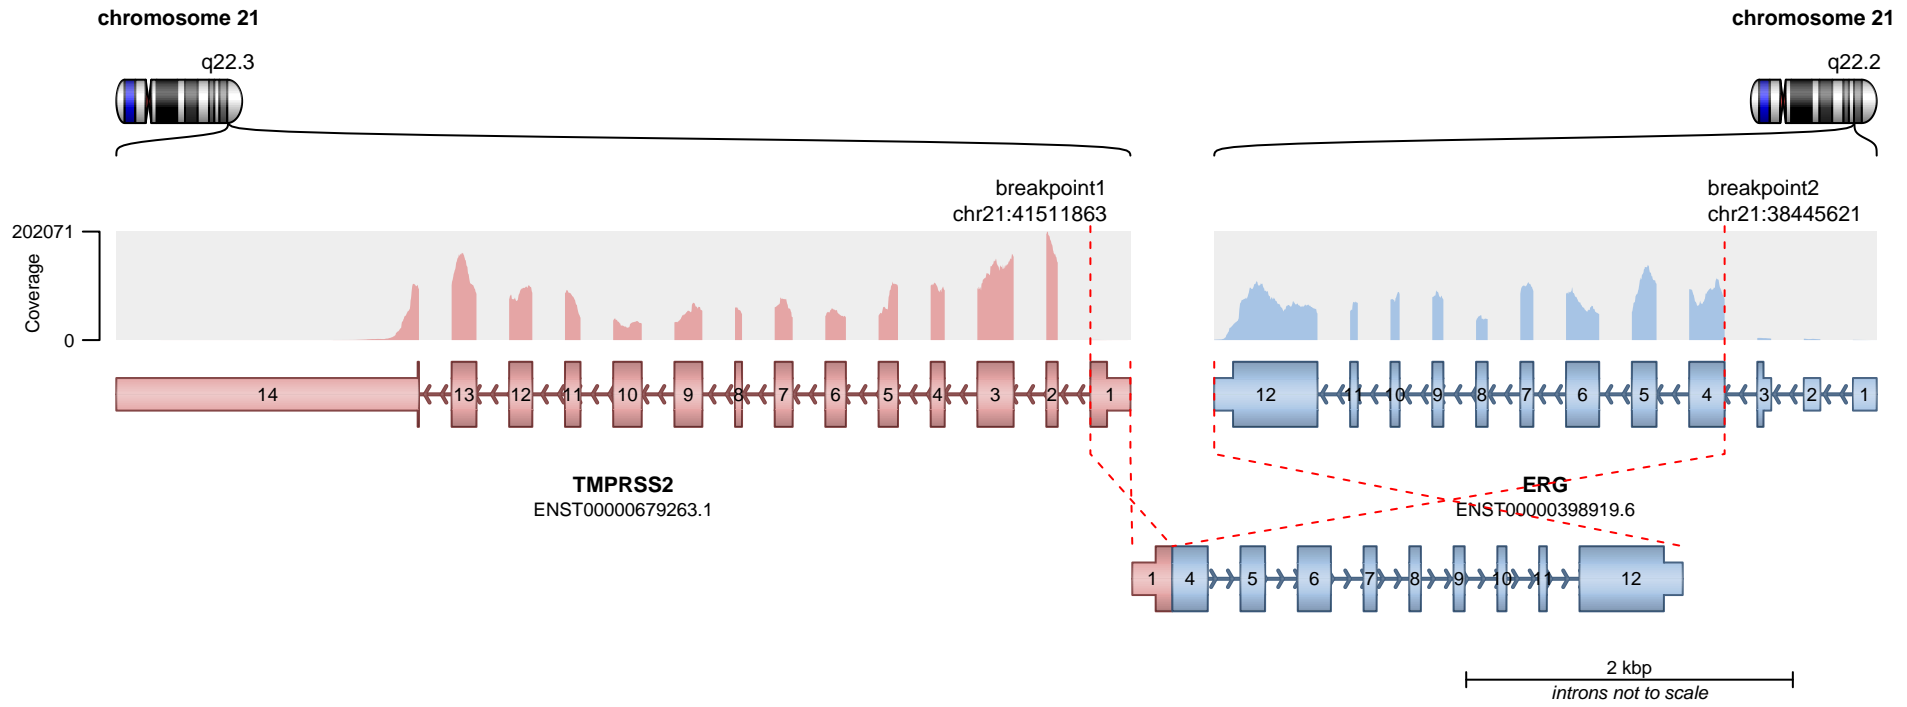 chromosome 21
chromosome 21
q22.3
q22.2
breakpoint1
chr21:41511863
breakpoint2
chr21:38445621
202071
Coverage
0
14 13 12 11 10 9 8 7 6 5 4 3 2 1
12 11 10 9 8 7 6 5 4 3 2 1
TMPRSS2
ENST00000679263.1
ERG
ENST00000398919.6
1 4 5 6 7 8 9 10 11 12
2 kbp
introns not to scale